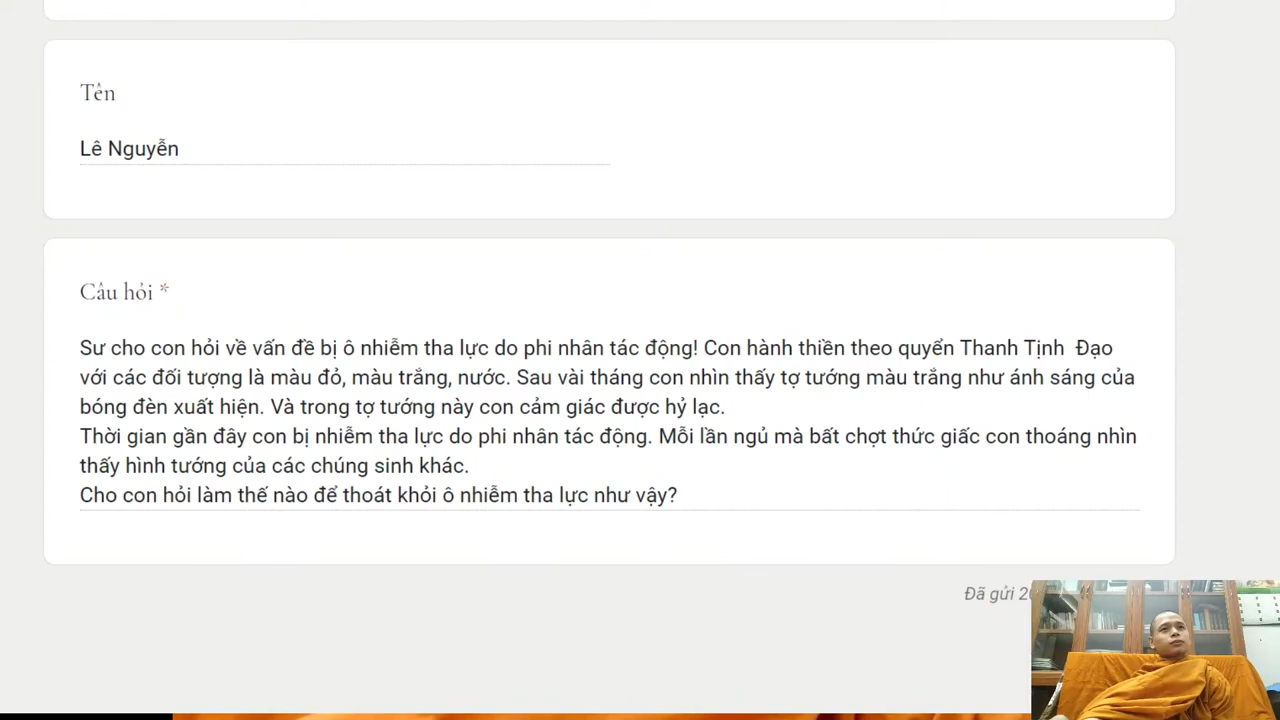 Tên
Lê Nguyễn
Câu hỏi *
Sư cho con hỏi về vấn đề bị ô nhiễm tha lực do phi nhân tác động! Con hành thiền theo quyển Thanh Tịnh Đạo
với các đối tượng là màu đỏ, màu trắng, nước. Sau vài tháng con nhìn thấy tợ tướng màu trắng như ánh sáng của
bóng đèn xuất hiện. Và trong tợ tướng này con cảm giác được hỷ lạc.
Thời gian gần đây con bị nhiễm tha lực do phi nhân tác động. Mỗi lần ngủ mà bất chợt thức giấc con thoáng nhìn
thấy hình tướng của các chúng sinh khác.
Cho con hỏi làm thế nào để thoát khỏi ô nhiễm tha lực như vậy?
Đã gửi